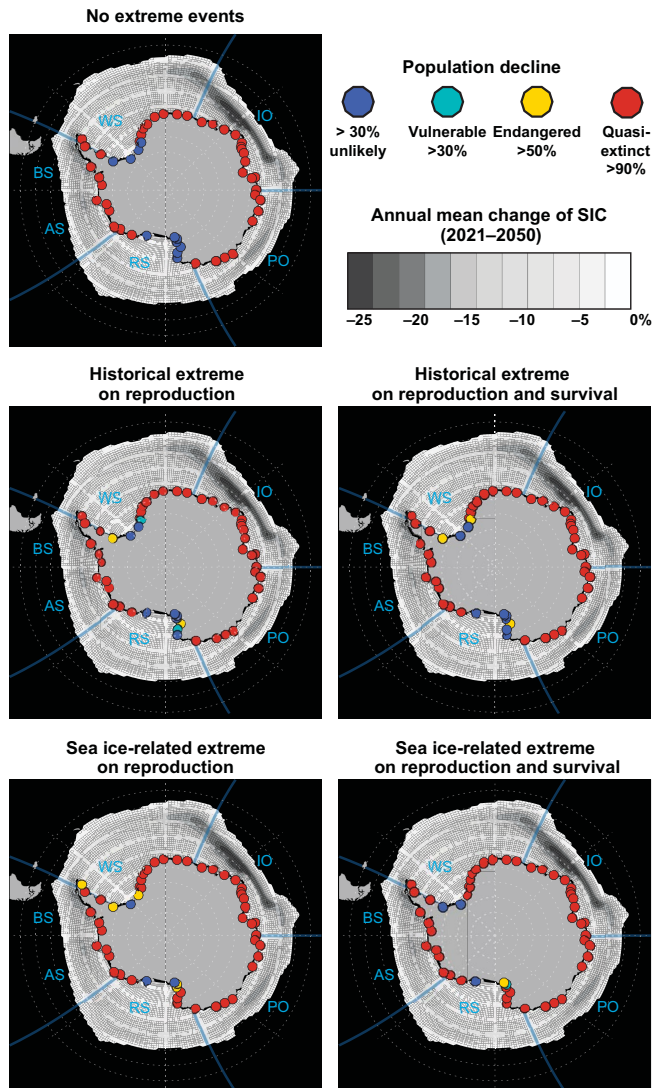 No extreme events
WS
IO
BS
AS
RS
PO
Population decline
> 30%
unlikely
Vulnerable
>30%
Endangered
>50%
Quasi-
extinct
>90%
Annual mean change of SIC
(2021–2050)
–25 –20 –15 –10 –5 0%
Historical extreme
on reproduction
WS
IO
BS
AS
RS
PO
Historical extreme
on reproduction and survival
WS
IO
BS
AS
RS
PO
Sea ice-related extreme
on reproduction
WS
IO
BS
AS
RS
PO
Sea ice-related extreme
on reproduction and survival
WS
IO
BS
AS
RS
PO